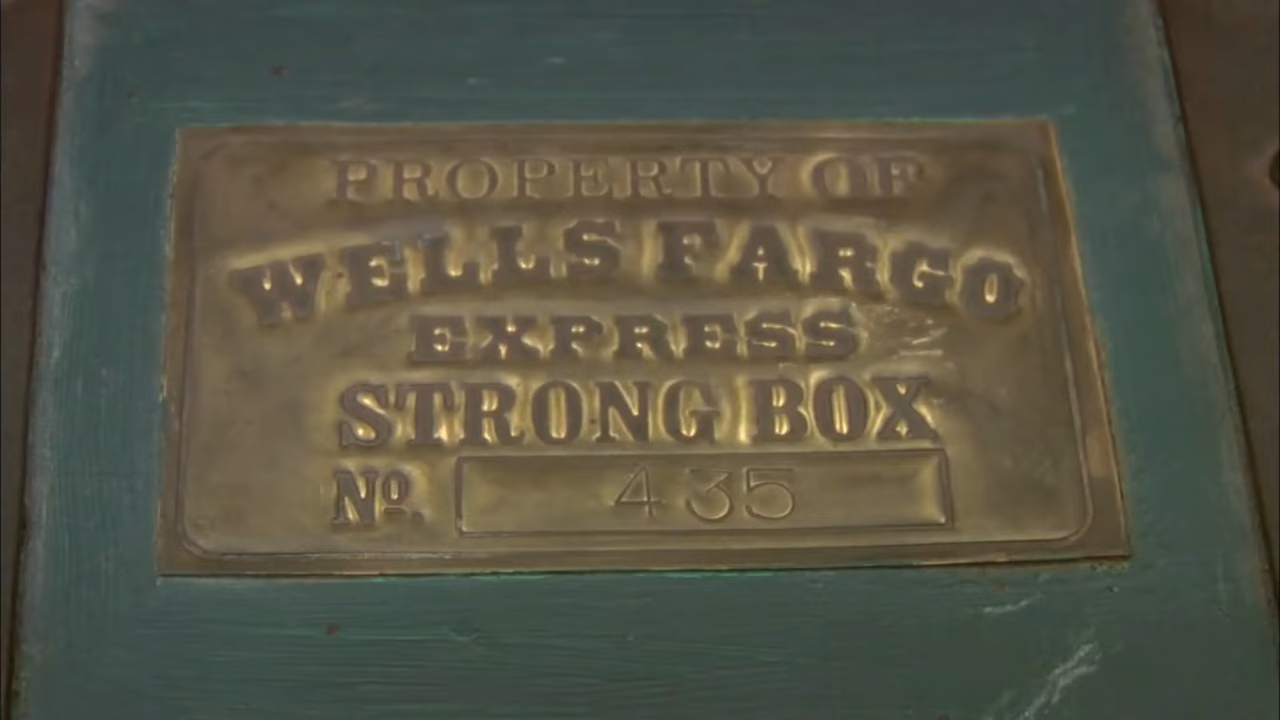 PROPERTY OF
WELLS FARGO
EXPRESS
STRONG BOX
Nº. 435